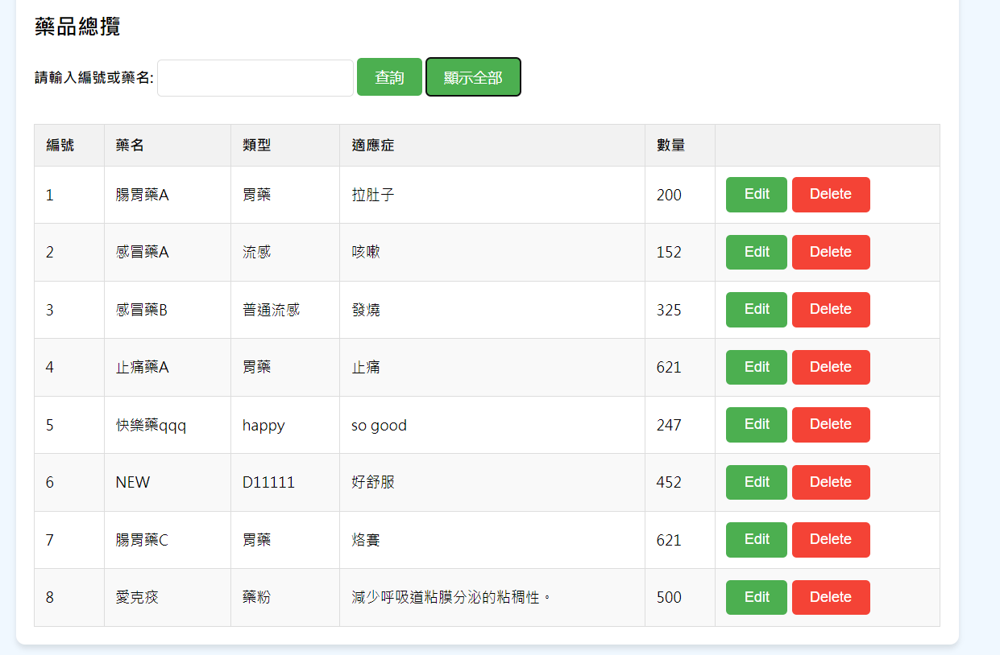 藥品總攬
請輸入編號或藥名: 查詢 顯示全部
編號 藥名 類型 適應症 數量
1 腸胃藥A 胃藥 拉肚子 200 Edit Delete
2 感冒藥A 流感 咳嗽 152 Edit Delete
3 感冒藥B 普通流感 發燒 325 Edit Delete
4 止痛藥A 胃藥 止痛 621 Edit Delete
5 快樂藥qqq happy so good 247 Edit Delete
6 NEW D11111 好舒服 452 Edit Delete
7 腸胃藥C 胃藥 烙賽 621 Edit Delete
8 愛克痰 藥粉 減少呼吸道粘膜分泌的粘稠性。 500 Edit Delete